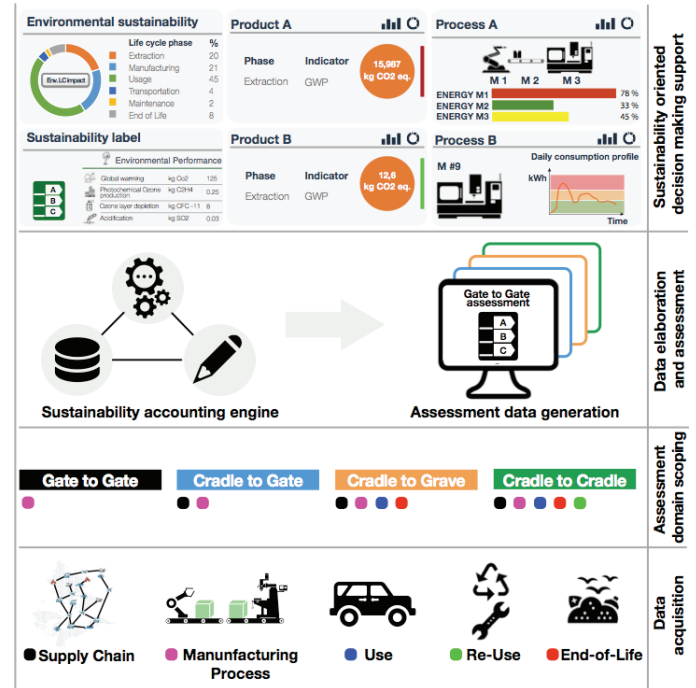 Environmental sustainability
Env. LC impact
Life cycle phase %
Extraction 20
Manufacturing 21
Usage 45
Transportation 4
Maintenance 2
End of Life 8
Product A
Phase Indicator
Extraction GWP
15,987
kg CO2 eq.
Process A
M 1 M 2 M 3
ENERGY M1 78 %
ENERGY M2 33 %
ENERGY M3 45 %
Sustainability label
A
B
C
Environmental Performance
Global warming kg Co2 125
Photochemical Ozone
production kg C2H4 0.25
Ozone layer depletion kg CFC -11 8
Acidification kg SO2 0.03
Product B
Phase Indicator
Extraction GWP
12,6
kg CO2 eq.
Process B
M #9
Daily consumption profile
kWh
Time
Sustainability oriented
decision making support
Gate to Gate
assessment
A
B
C
Sustainability accounting engine
Assessment data generation
Data elaboration
and assessment
Gate to Gate
Cradle to Gate
Cradle to Grave
Cradle to Cradle
Assessment
domain scoping
Supply Chain
Manunfacturing
Process
Use
Re-Use
End-of-Life
Data
acquisition